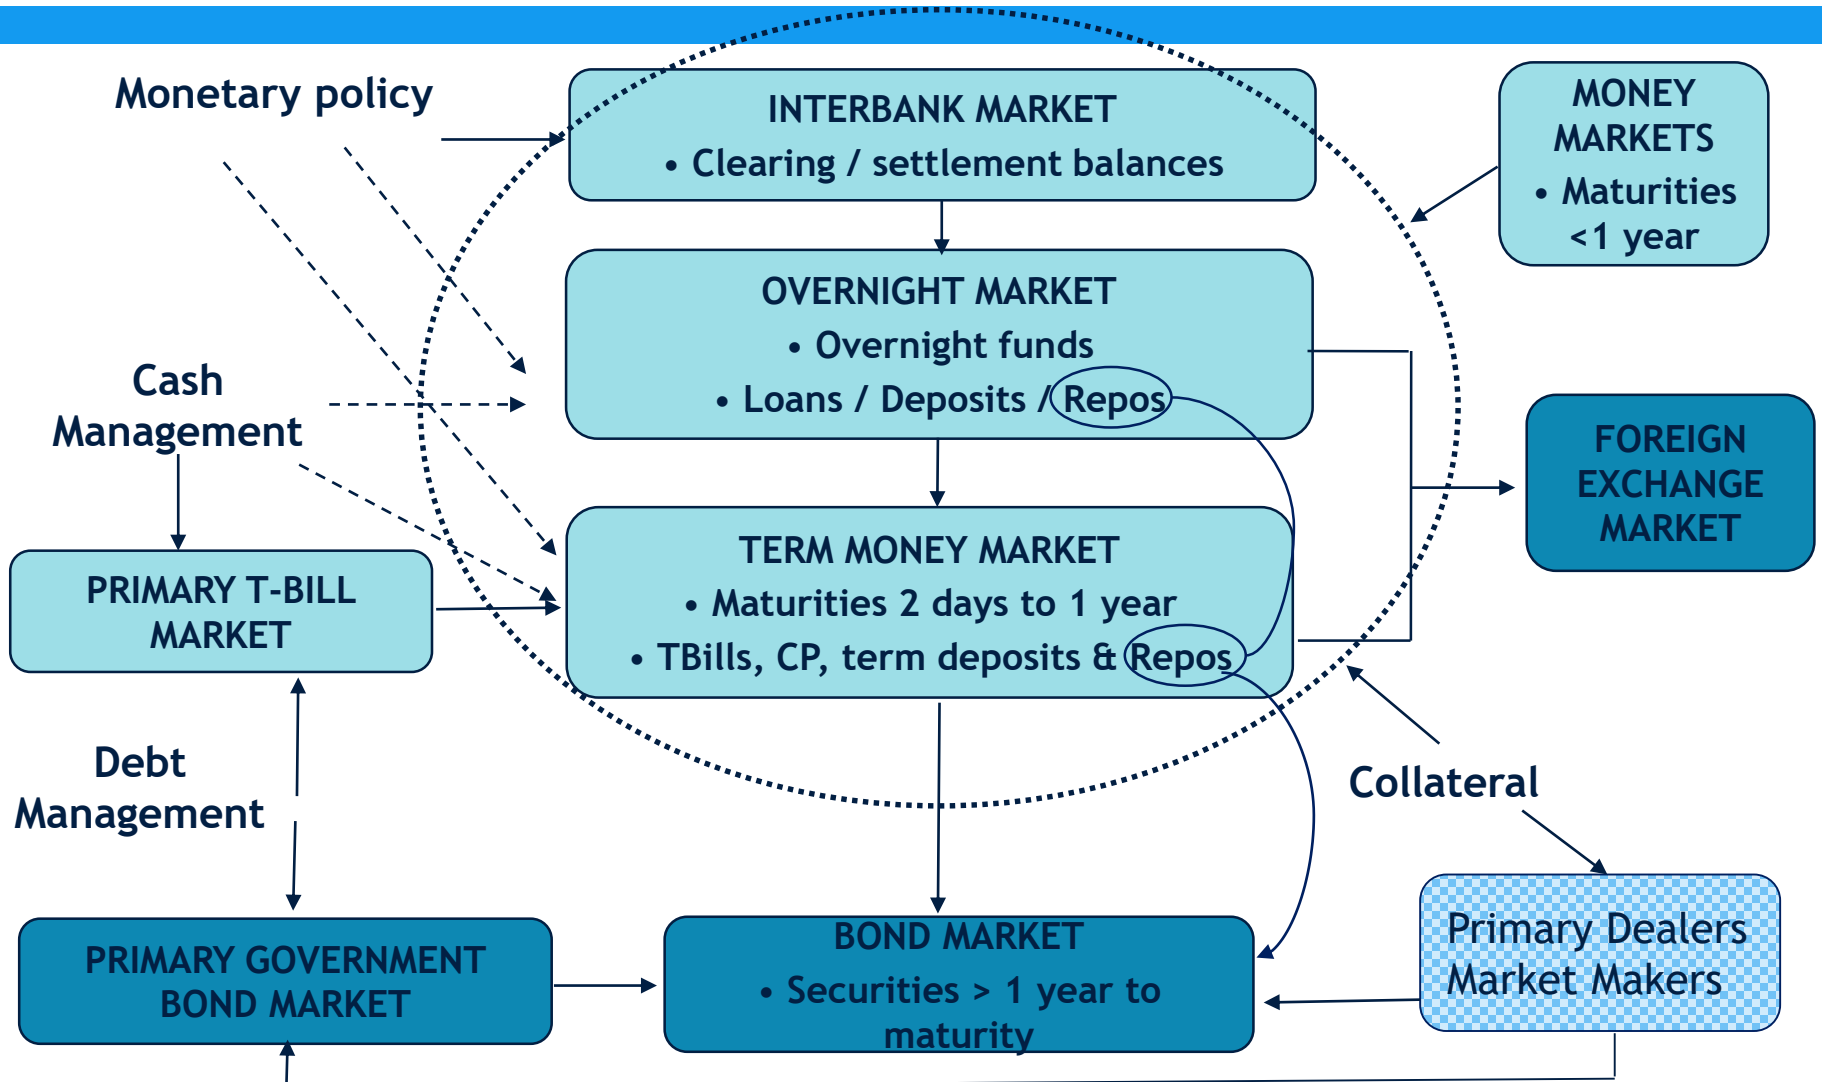 Monetary policy
INTERBANK MARKET
• Clearing / settlement balances
MONEY
MARKETS
• Maturities
<1 year
OVERNIGHT MARKET
• Overnight funds
• Loans / Deposits / Repos
Cash
Management
FOREIGN
EXCHANGE
MARKET
TERM MONEY MARKET
• Maturities 2 days to 1 year
• TBills, CP, term deposits & Repos
PRIMARY T-BILL
MARKET
Debt
Management
Collateral
PRIMARY GOVERNMENT
BOND MARKET
BOND MARKET
• Securities > 1 year to
maturity
Primary Dealers
Market Makers